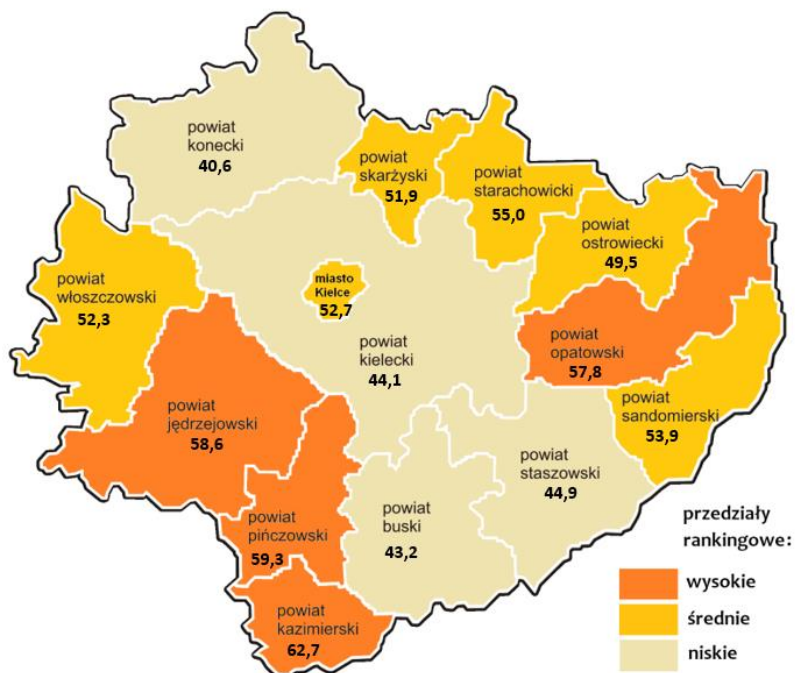 powiat
konecki
40,6
powiat
skarżyski
51,9
powiat
starachowicki
55,0
powiat
ostrowiecki
49,5
powiat
włoszczowski
52,3
miasto
Kielce
52,7
powiat
kielecki
44,1
powiat
opatowski
57,8
powiat
sandomierski
53,9
powiat
jędrzejowski
58,6
powiat
staszowski
44,9
powiat
buski
43,2
powiat
pińczowski
59,3
powiat
kazimierski
62,7
przedziały
rankingowe:
wysokie
średnie
niskie